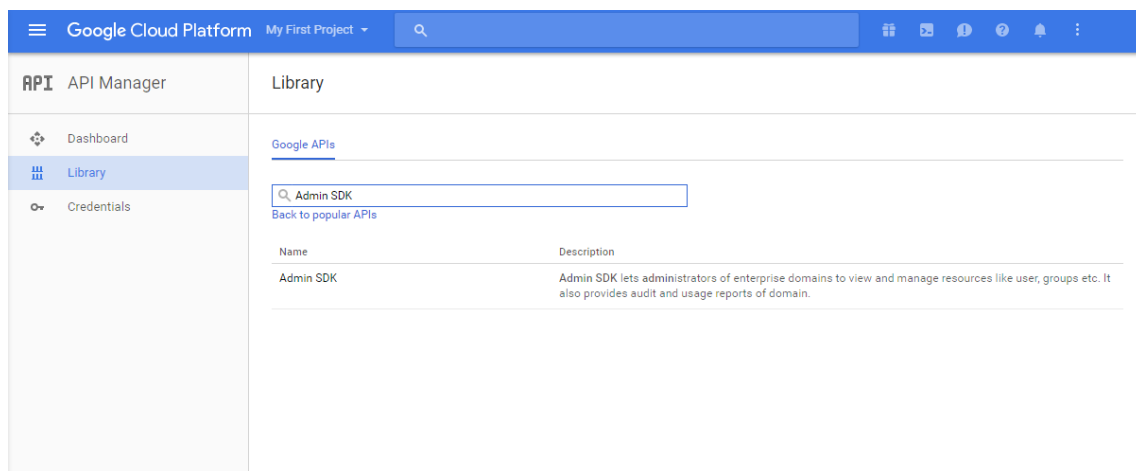 Google Cloud Platform My First Project
API API Manager
Library
Dashboard
Google APIs
Library
Admin SDK
Credentials
Back to popular APIs
Name Description
Admin SDK Admin SDK lets administrators of enterprise domains to view and manage resources like user, groups etc. It
also provides audit and usage reports of domain.